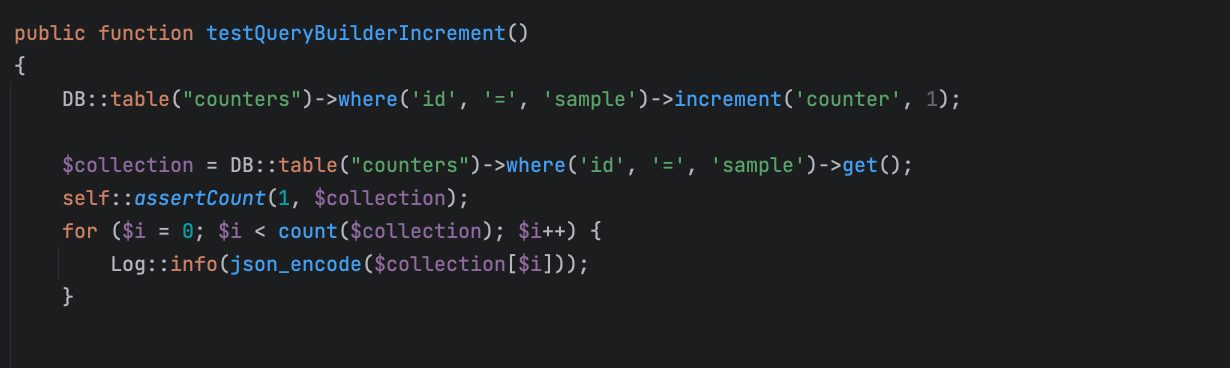 public function testQueryBuilderIncrement()
{
    DB::table("counters")->where('id', '=', 'sample')->increment('counter', 1);

    $collection = DB::table("counters")->where('id', '=', 'sample')->get();
    self::assertCount(1, $collection);
    for ($i = 0; $i < count($collection); $i++) {
        Log::info(json_encode($collection[$i]));
    }